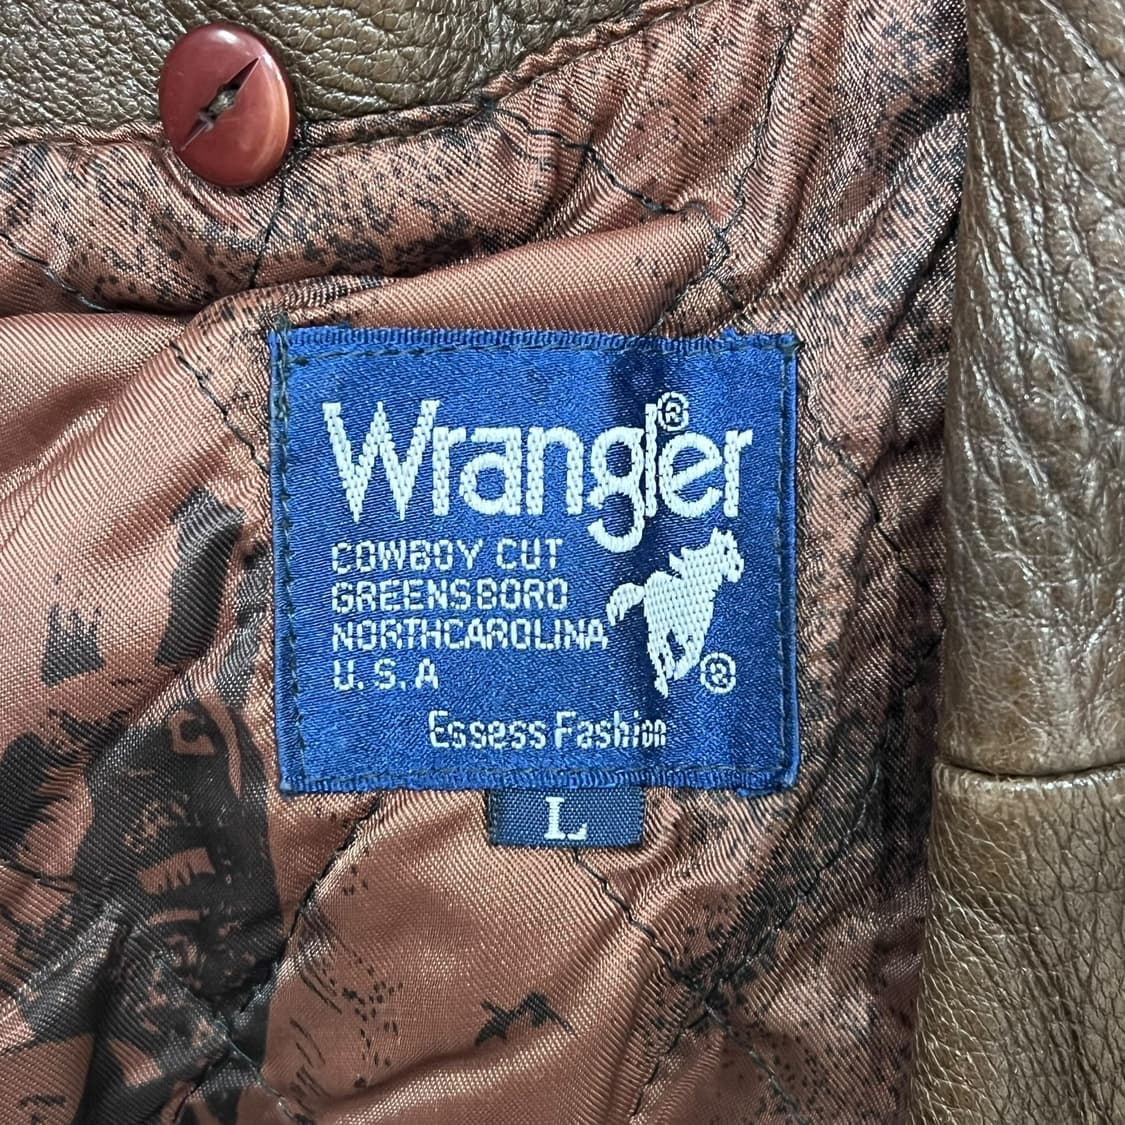 Wrangler®
COWBOY CUT
GREENSBORO
NORTHCAROLINA
U.S.A
®
Essess Fashion
L